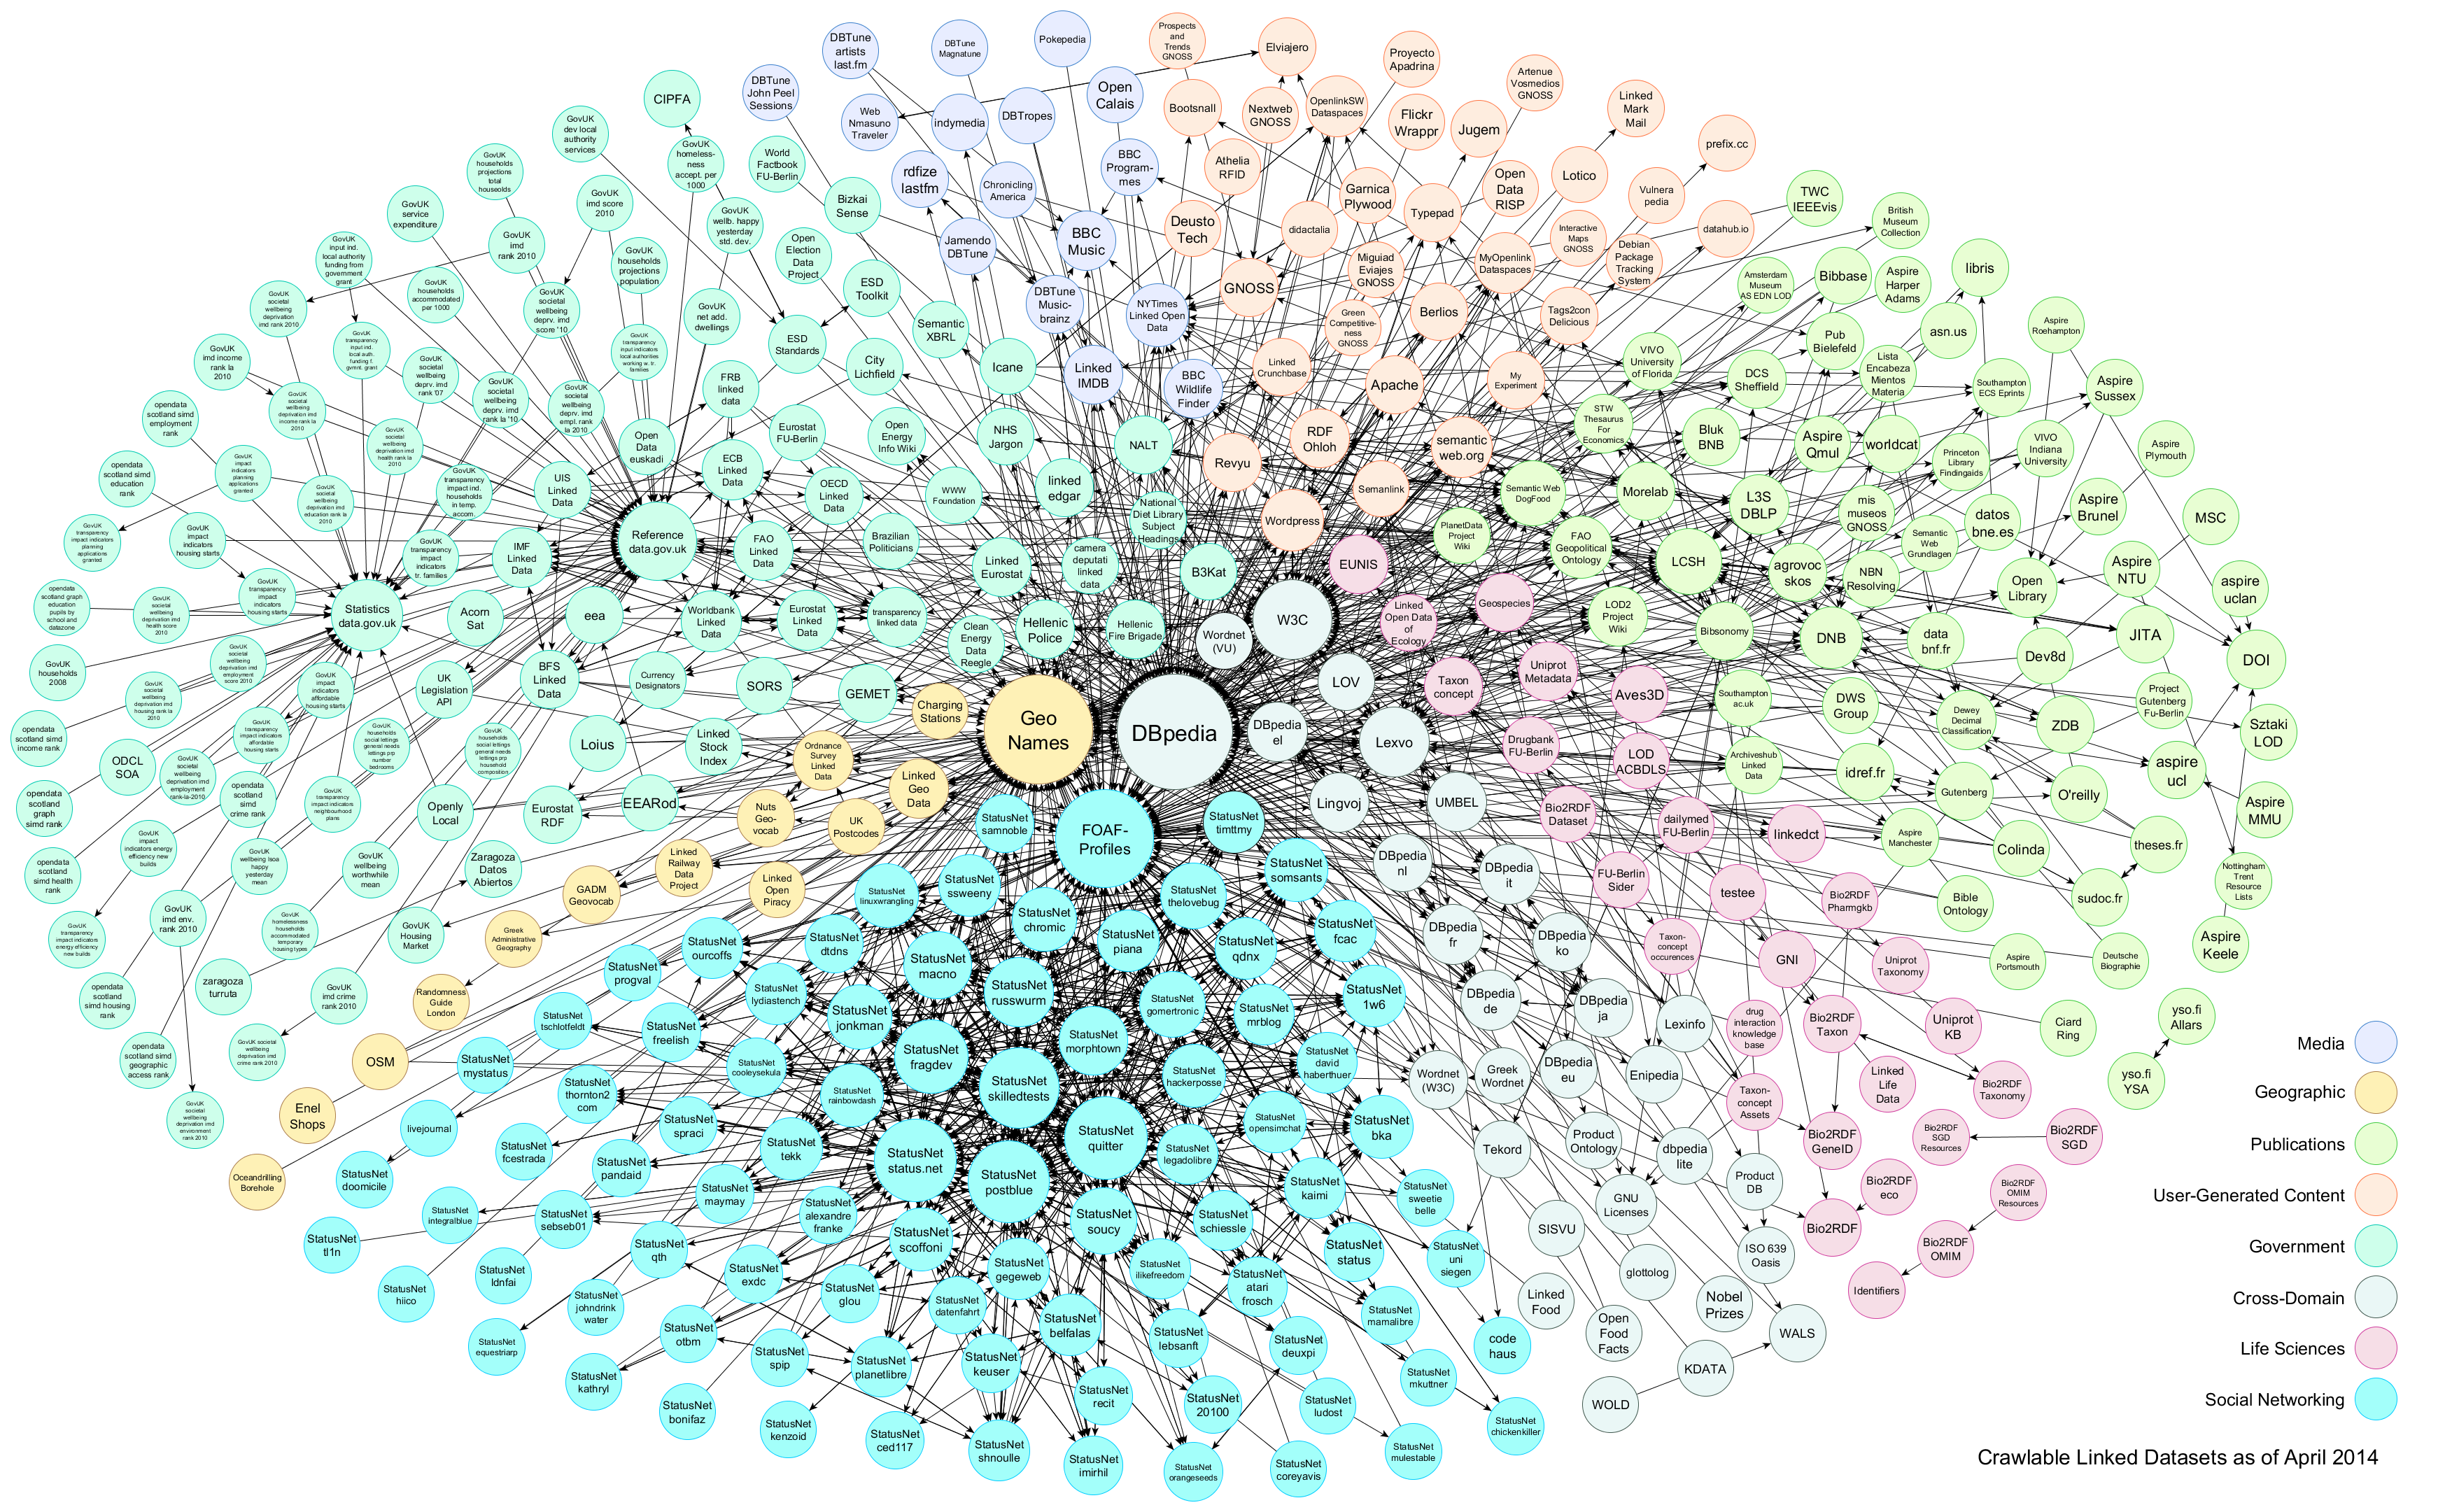 DBTune
artists
last.fm
DBTune
Magnatune
Pokepedia
Prospects
and
Trends
GNOSS
Elviajero
Proyecto
Apadrina
Artenue
Vosmedios
GNOSS
CIPFA
DBTune
John Peel
Sessions
Web
Nmasuno
Traveler
indymedia
DBTropes
Open
Calais
Bootsnall
Nextweb
GNOSS
OpenlinkSW
Dataspaces
Flickr
Wrappr
Jugem
Linked
Mark
Mail
prefix.cc
GovUK
dev local
authority
services
GovUK
homeless-
ness
accept. per
1000
World
Factbook
FU-Berlin
rdfize
lastfm
Chronicling
America
BBC
Program-
mes
Athelia
RFID
Garnica
Plywood
Open
Data
RISP
Lotico
Vulnera
pedia
TWC
IEEEvis
GovUK
households
projections
total
houseolds
GovUK
service
expenditure
GovUK
imd score
2010
GovUK
wellb. happy
yesterday
std. dev.
Bizkai
Sense
Jamendo
DBTune
BBC
Music
Deusto
Tech
didactalia
Typepad
Interactive
Maps
GNOSS
datahub.io
British
Museum
Collection
GovUK
input ind.
local authority
funding from
government
grant
GovUK
imd
rank 2010
GovUK
households
projections
population
Open
Election
Data
Project
ESD
Toolkit
DBTune
Music-
brainz
NYTimes
Linked Open
Data
GNOSS
Miguiad
Eviajes
GNOSS
MyOpenlink
Dataspaces
Debian
Package
Tracking
System
Amsterdam
Museum
AS EDN LOD
Bibbase
Aspire
Harper
Adams
libris
GovUK
societal
wellbeing
deprivation
imd rank 2010
GovUK
households
accommodated
per 1000
GovUK
societal
wellbeing
deprv. imd
score '10
GovUK
net add.
dwellings
ESD
Standards
Semantic
XBRL
Green
Competitive-
ness
GNOSS
Berlios
Tags2con
Delicious
Pub
Bielefeld
asn.us
Aspire
Roehampton
GovUK
imd income
rank la
2010
GovUK
transparency
input ind.
local auth.
funding f.
gvmnt. grant
GovUK
societal
wellbeing
deprv. imd
rank '07
GovUK
transparency
input indicators
local authorities
working w. tr.
families
FRB
linked
data
City
Lichfield
Icane
Linked
IMDB
BBC
Wildlife
Finder
Linked
Crunchbase
Apache
My
Experiment
VIVO
University
of Florida
DCS
Sheffield
Lista
Encabeza
Mientos
Materia
Southampton
ECS Eprints
Aspire
Sussex
opendata
scotland simd
employment
rank
GovUK
societal
wellbeing
deprivation imd
income rank la
2010
GovUK
societal
wellbeing
deprv. imd
rank la '10
GovUK
societal
wellbeing
deprv. imd
empl. rank
la 2010
Open
Data
euskadi
Eurostat
FU-Berlin
Open
Energy
Info Wiki
NHS
Jargon
NALT
Revyu
RDF
Ohloh
semantic
web.org
STW
Thesaurus
For
Economics
Bluk
BNB
Aspire
Qmul
worldcat
VIVO
Indiana
University
Aspire
Plymouth
opendata
scotland simd
education
rank
GovUK
impact
indicators
planning
applications
granted
GovUK
societal
wellbeing
deprivation imd
health rank la
2010
GovUK
societal
wellbeing
deprivation imd
education rank la
2010
GovUK
transparency
impact ind.
households
in temp.
accom.
UIS
Linked
Data
ECB
Linked
Data
OECD
Linked
Data
WWW
Foundation
linked
edgar
National
Diet Library
Subject
Headings
Wordpress
Semanlink
Semantic Web
DogFood
Morelab
L3S
DBLP
Princeton
Library
Findingaids
GovUK
transparency
impact indicators
planning
applications
granted
GovUK
impact
indicators
housing starts
GovUK
transparency
impact
indicators
tr. families
IMF
Linked
Data
Reference
data.gov.uk
FAO
Linked
Data
Brazilian
Politicians
Linked
Eurostat
camera
deputati
linked
data
B3Kat
EUNIS
PlanetData
Project
Wiki
FAO
Geopolitical
Ontology
LCSH
mis
museos
GNOSS
Semantic
Web
Grundlagen
datos
bne.es
Aspire
Brunel
MSC
opendata
scotland graph
education
pupils by
school and
datazone
GovUK
societal
wellbeing
deprivation imd
health score
2010
GovUK
transparency
impact
indicators
housing starts
Statistics
data.gov.uk
Acorn
Sat
eea
Worldbank
Linked
Data
Eurostat
Linked
Data
transparency
linked data
Clean
Energy
Data
Reegle
Hellenic
Police
Hellenic
Fire Brigade
Wordnet
(VU)
W3C
Linked
Open Data
of
Ecology
Geospecies
LOD2
Project
Wiki
agrovoc
skos
NBN
Resolving
Open
Library
Aspire
NTU
aspire
uclan
GovUK
households
2008
GovUK
societal
wellbeing
deprivation imd
employment
score 2010
BFS
Linked
Data
UK
Legislation
API
Currency
Designators
SORS
GEMET
Charging
Stations
Geo
Names
DBpedia
DBpedia
el
LOV
Taxon
concept
Uniprot
Metadata
Aves3D
Bibsonomy
DNB
data
bnf.fr
Dev8d
JITA
DOI
opendata
scotland simd
income rank
GovUK
societal
wellbeing
deprivation imd
housing rank la
2010
GovUK
transparency
impact indicators
affordable
housing starts
GovUK
impact
indicators
affordable
housing starts
GovUK
households
social lettings
general needs
lettings prp
number
bedrooms
GovUK
households
social lettings
general needs
lettings prp
household
composition
Loius
Linked
Stock
Index
Ordnance
Survey
Linked
Data
Linked
Geo
Data
Lexvo
Drugbank
FU-Berlin
LOD
ACBDLS
Southampton
ac.uk
DWS
Group
Dewey
Decimal
Classification
ZDB
Project
Gutenberg
Fu-Berlin
Sztaki
LOD
ODCL
SOA
GovUK
societal
wellbeing
deprivation imd
employment
rank-la-2010
opendata
scotland
simd
crime rank
GovUK
transparency
impact indicators
neighbourhood
plans
Openly
Local
Eurostat
RDF
EEARod
Nuts
Geo-
vocab
UK
Postcodes
StatusNet
samnoble
FOAF-
Profiles
StatusNet
timttmy
Lingvoj
UMBEL
Bio2RDF
Dataset
dailymed
FU-Berlin
linkedct
Archiveshub
Linked
Data
idref.fr
Gutenberg
O'reilly
aspire
ucl
Aspire
MMU
opendata
scotland
graph
simd rank
GovUK
impact
indicators energy
efficiency new
builds
GovUK
wellbeing lsoa
happy
yesterday
mean
GovUK
wellbeing
worthwhile
mean
Zaragoza
Datos
Abiertos
Linked
Railway
Data
Project
Linked
Open
Piracy
GADM
Geovocab
StatusNet
linuxwrangling
StatusNet
ssweeny
StatusNet
thelovebug
StatusNet
somsants
DBpedia
nl
DBpedia
it
FU-Berlin
Sider
testee
Bio2RDF
Pharmgkb
Aspire
Manchester
Colinda
theses.fr
opendata
scotland
simd health
rank
GovUK
imd env.
rank 2010
GovUK
homelessness
households
accommodated
temporary
housing types
GovUK
Housing
Market
Greek
Administrative
Geography
StatusNet
ourcoffs
StatusNet
dtdns
StatusNet
chromic
StatusNet
piana
StatusNet
qdnx
StatusNet
fcac
DBpedia
fr
DBpedia
ko
Taxon-
concept
occurences
GNI
Uniprot
Taxonomy
Bible
Ontology
sudoc.fr
Nottingham
Trent
Resource
Lists
GovUK
transparency
impact indicators
energy efficiency
new builds
zaragoza
turruta
GovUK
imd crime
rank 2010
Randomness
Guide
London
StatusNet
progval
StatusNet
lydiastench
StatusNet
macno
StatusNet
russwurm
StatusNet
gomertronic
StatusNet
mrblog
StatusNet
1w6
DBpedia
de
DBpedia
ja
Lexinfo
drug
interaction
knowledge
base
Bio2RDF
Taxon
Uniprot
KB
Aspire
Portsmouth
Deutsche
Biographie
Aspire
Keele
opendata
scotland
simd housing
rank
GovUK societal
wellbeing
deprivation imd
crime rank 2010
opendata
scotland simd
geographic
access rank
OSM
StatusNet
mystatus
StatusNet
tschlotfeldt
StatusNet
freelish
StatusNet
cooleysekula
StatusNet
jonkman
StatusNet
fragdev
StatusNet
morphtown
StatusNet
hackerposse
StatusNet
david
haberthuer
Wordnet
(W3C)
Greek
Wordnet
DBpedia
eu
Enipedia
Taxon-
concept
Assets
Linked
Life
Data
Bio2RDF
Taxonomy
Ciard
Ring
yso.fi
Allars
yso.fi
YSA
Media
Geographic
Publications
User-Generated Content
Government
Cross-Domain
Life Sciences
Social Networking
GovUK
societal
wellbeing
deprivation imd
environment
rank 2010
Enel
Shops
livejournal
StatusNet
thornton2
com
StatusNet
spraci
StatusNet
rainbowdash
StatusNet
skilledtests
StatusNet
quitter
StatusNet
opensimchat
StatusNet
bka
Tekord
Product
Ontology
dbpedia
lite
Bio2RDF
GeneID
Bio2RDF
SGD
Resources
Bio2RDF
SGD
Oceandrilling
Borehole
StatusNet
doomicile
StatusNet
fcestrada
StatusNet
pandaid
StatusNet
tekk
StatusNet
status.net
StatusNet
postblue
StatusNet
legadolibre
StatusNet
kaimi
StatusNet
sweetie
belle
GNU
Licenses
Product
DB
Bio2RDF
eco
Bio2RDF
OMIM
Resources
StatusNet
tl1n
StatusNet
integralblue
StatusNet
sebseb01
StatusNet
maymay
StatusNet
alexandre
franke
StatusNet
soucy
StatusNet
schiessle
StatusNet
status
StatusNet
uni
siegen
SISVU
glottolog
ISO 639
Oasis
Bio2RDF
Bio2RDF
OMIM
Identifiers
StatusNet
hiico
StatusNet
ldnfai
StatusNet
qth
StatusNet
exdc
StatusNet
scoffoni
StatusNet
gegeweb
StatusNet
ilikefreedom
StatusNet
atari
frosch
StatusNet
mamalibre
Linked
Food
Open
Food
Facts
Nobel
Prizes
WALS
StatusNet
equestriarp
StatusNet
johndrink
water
StatusNet
otbm
StatusNet
glou
StatusNet
datenfahrt
StatusNet
belfalas
StatusNet
lebsanft
StatusNet
deuxpi
code
haus
KDATA
WOLD
StatusNet
kathryl
StatusNet
spip
StatusNet
planetlibre
StatusNet
keuser
StatusNet
recit
StatusNet
20100
StatusNet
ludost
StatusNet
mkuttner
StatusNet
chickenkiller
StatusNet
bonifaz
StatusNet
kenzoid
StatusNet
ced117
StatusNet
shnoulle
StatusNet
imirhil
StatusNet
orangeseeds
StatusNet
coreyavis
StatusNet
mulestable
Crawlable Linked Datasets as of April 2014